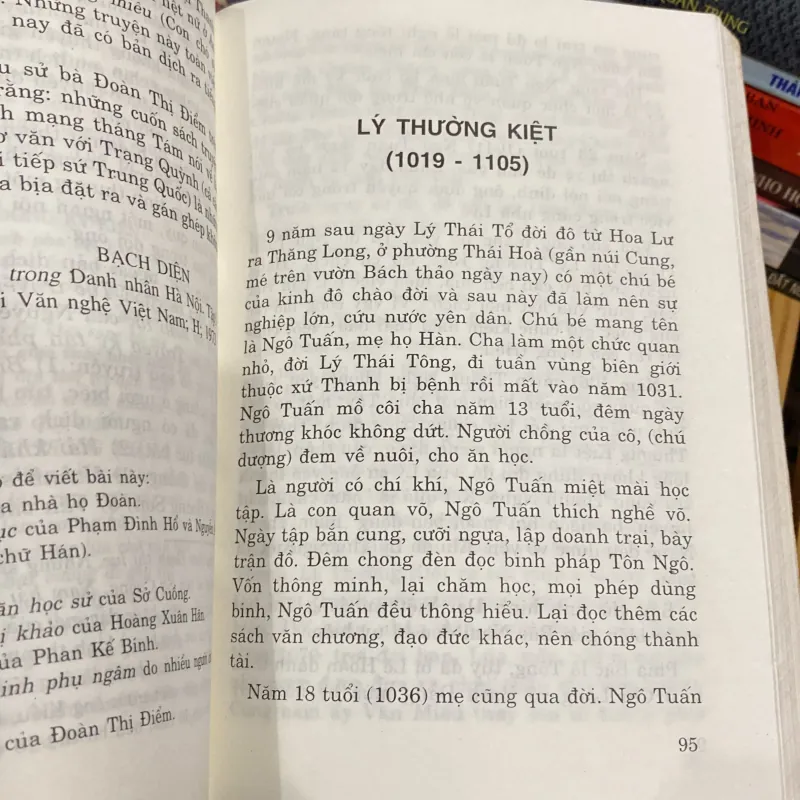 nay đã có bản dịch ra
sử bà Đoàn Thị Điểm
rằng: những cuốn sách
mạng tháng Tám nói về
văn với Trạng Quỳnh
tiếp sứ Trung Quốc) là
bịa đặt ra và gán ghép
BẠCH DIỆN
trong Danh nhân Hà Nội.
Văn nghệ Việt Nam; H;
để viết bài này:
nhà họ Đoàn.
của Phạm Đình Hổ và
chữ Hán).
học sử của Sở Cuồng.
khảo của Hoàng Xuân Hãn
của Phan Kế Bính.
phụ ngâm do nhiều người
của Đoàn Thị Điểm.
LÝ THƯỜNG KIỆT
(1019 - 1105)
9 năm sau ngày Lý Thái Tổ đời đô từ Hoa Lư
ra Thăng Long, ở phường Thái Hoà (gần núi Cung,
mé trên vườn Bách thảo ngày nay) có một chú bé
của kinh đô chào đời và sau này đã làm nên sự
nghiệp lớn, cứu nước yên dân. Chú bé mang tên
là Ngô Tuấn, mẹ họ Hàn. Cha làm một chức quan
nhỏ, đời Lý Thái Tông, đi tuần vùng biên giới
thuộc xứ Thanh bị bệnh rồi mất vào năm 1031.
Ngô Tuấn mồ côi cha năm 13 tuổi, đêm ngày
thương khóc không dứt. Người chồng của cô, (chú
dượng) đem về nuôi, cho ăn học.
Là người có chí khí, Ngô Tuấn miệt mài học
tập. Là con quan võ, Ngô Tuấn thích nghề võ.
Ngày tập bắn cung, cưỡi ngựa, lập doanh trại, bày
trận đồ. Đêm chong đèn đọc binh pháp Tôn Ngô.
Vốn thông minh, lại chăm học, mọi phép dùng
binh, Ngô Tuấn đều thông hiểu. Lại đọc thêm các
sách văn chương, đạo đức khác, nên chóng thành
tài.
Năm 18 tuổi (1036) mẹ cũng qua đời. Ngô Tuấn
95